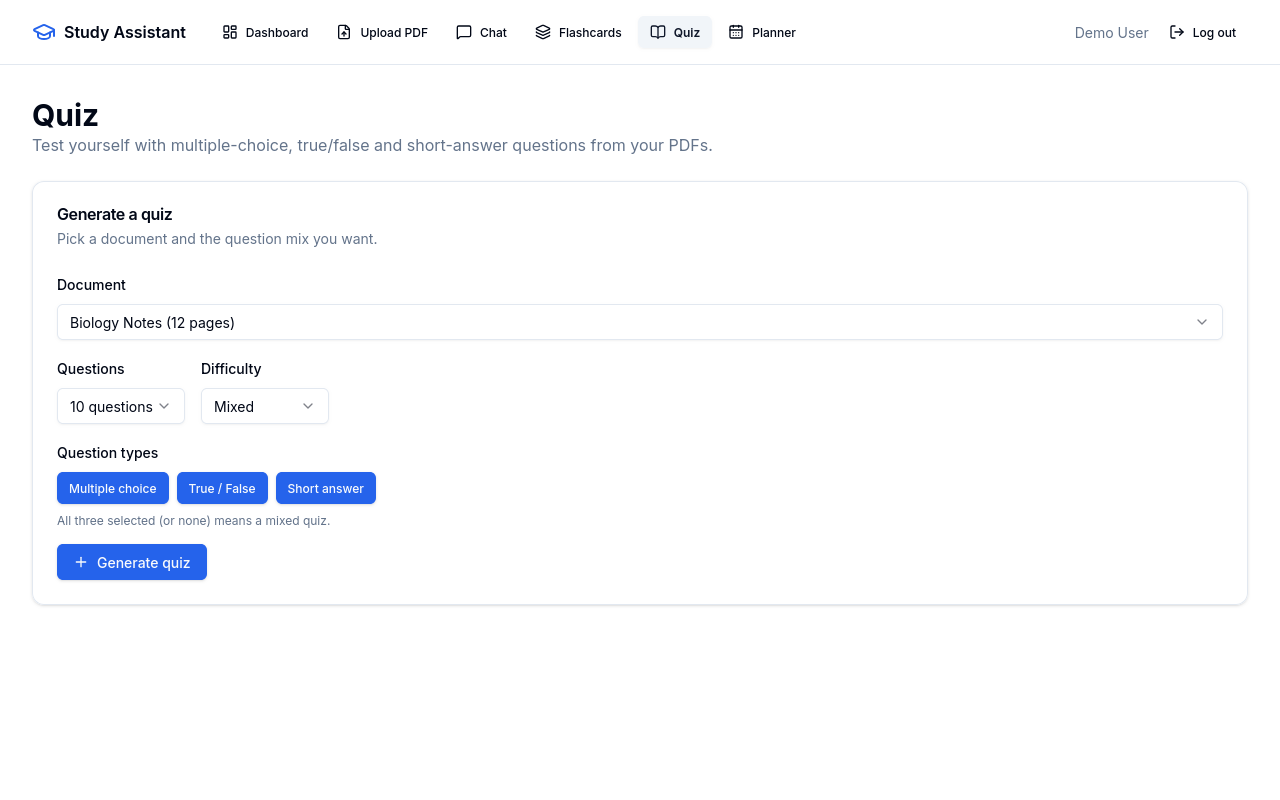 Study Assistant
Dashboard
Upload PDF
Chat
Flashcards
Quiz
Planner
Demo User
Log out
Quiz
Test yourself with multiple-choice, true/false and short-answer questions from your PDFs.
Generate a quiz
Pick a document and the question mix you want.
Document
Biology Notes (12 pages)
Questions
Difficulty
10 questions
Mixed
Question types
Multiple choice
True / False
Short answer
All three selected (or none) means a mixed quiz.
Generate quiz